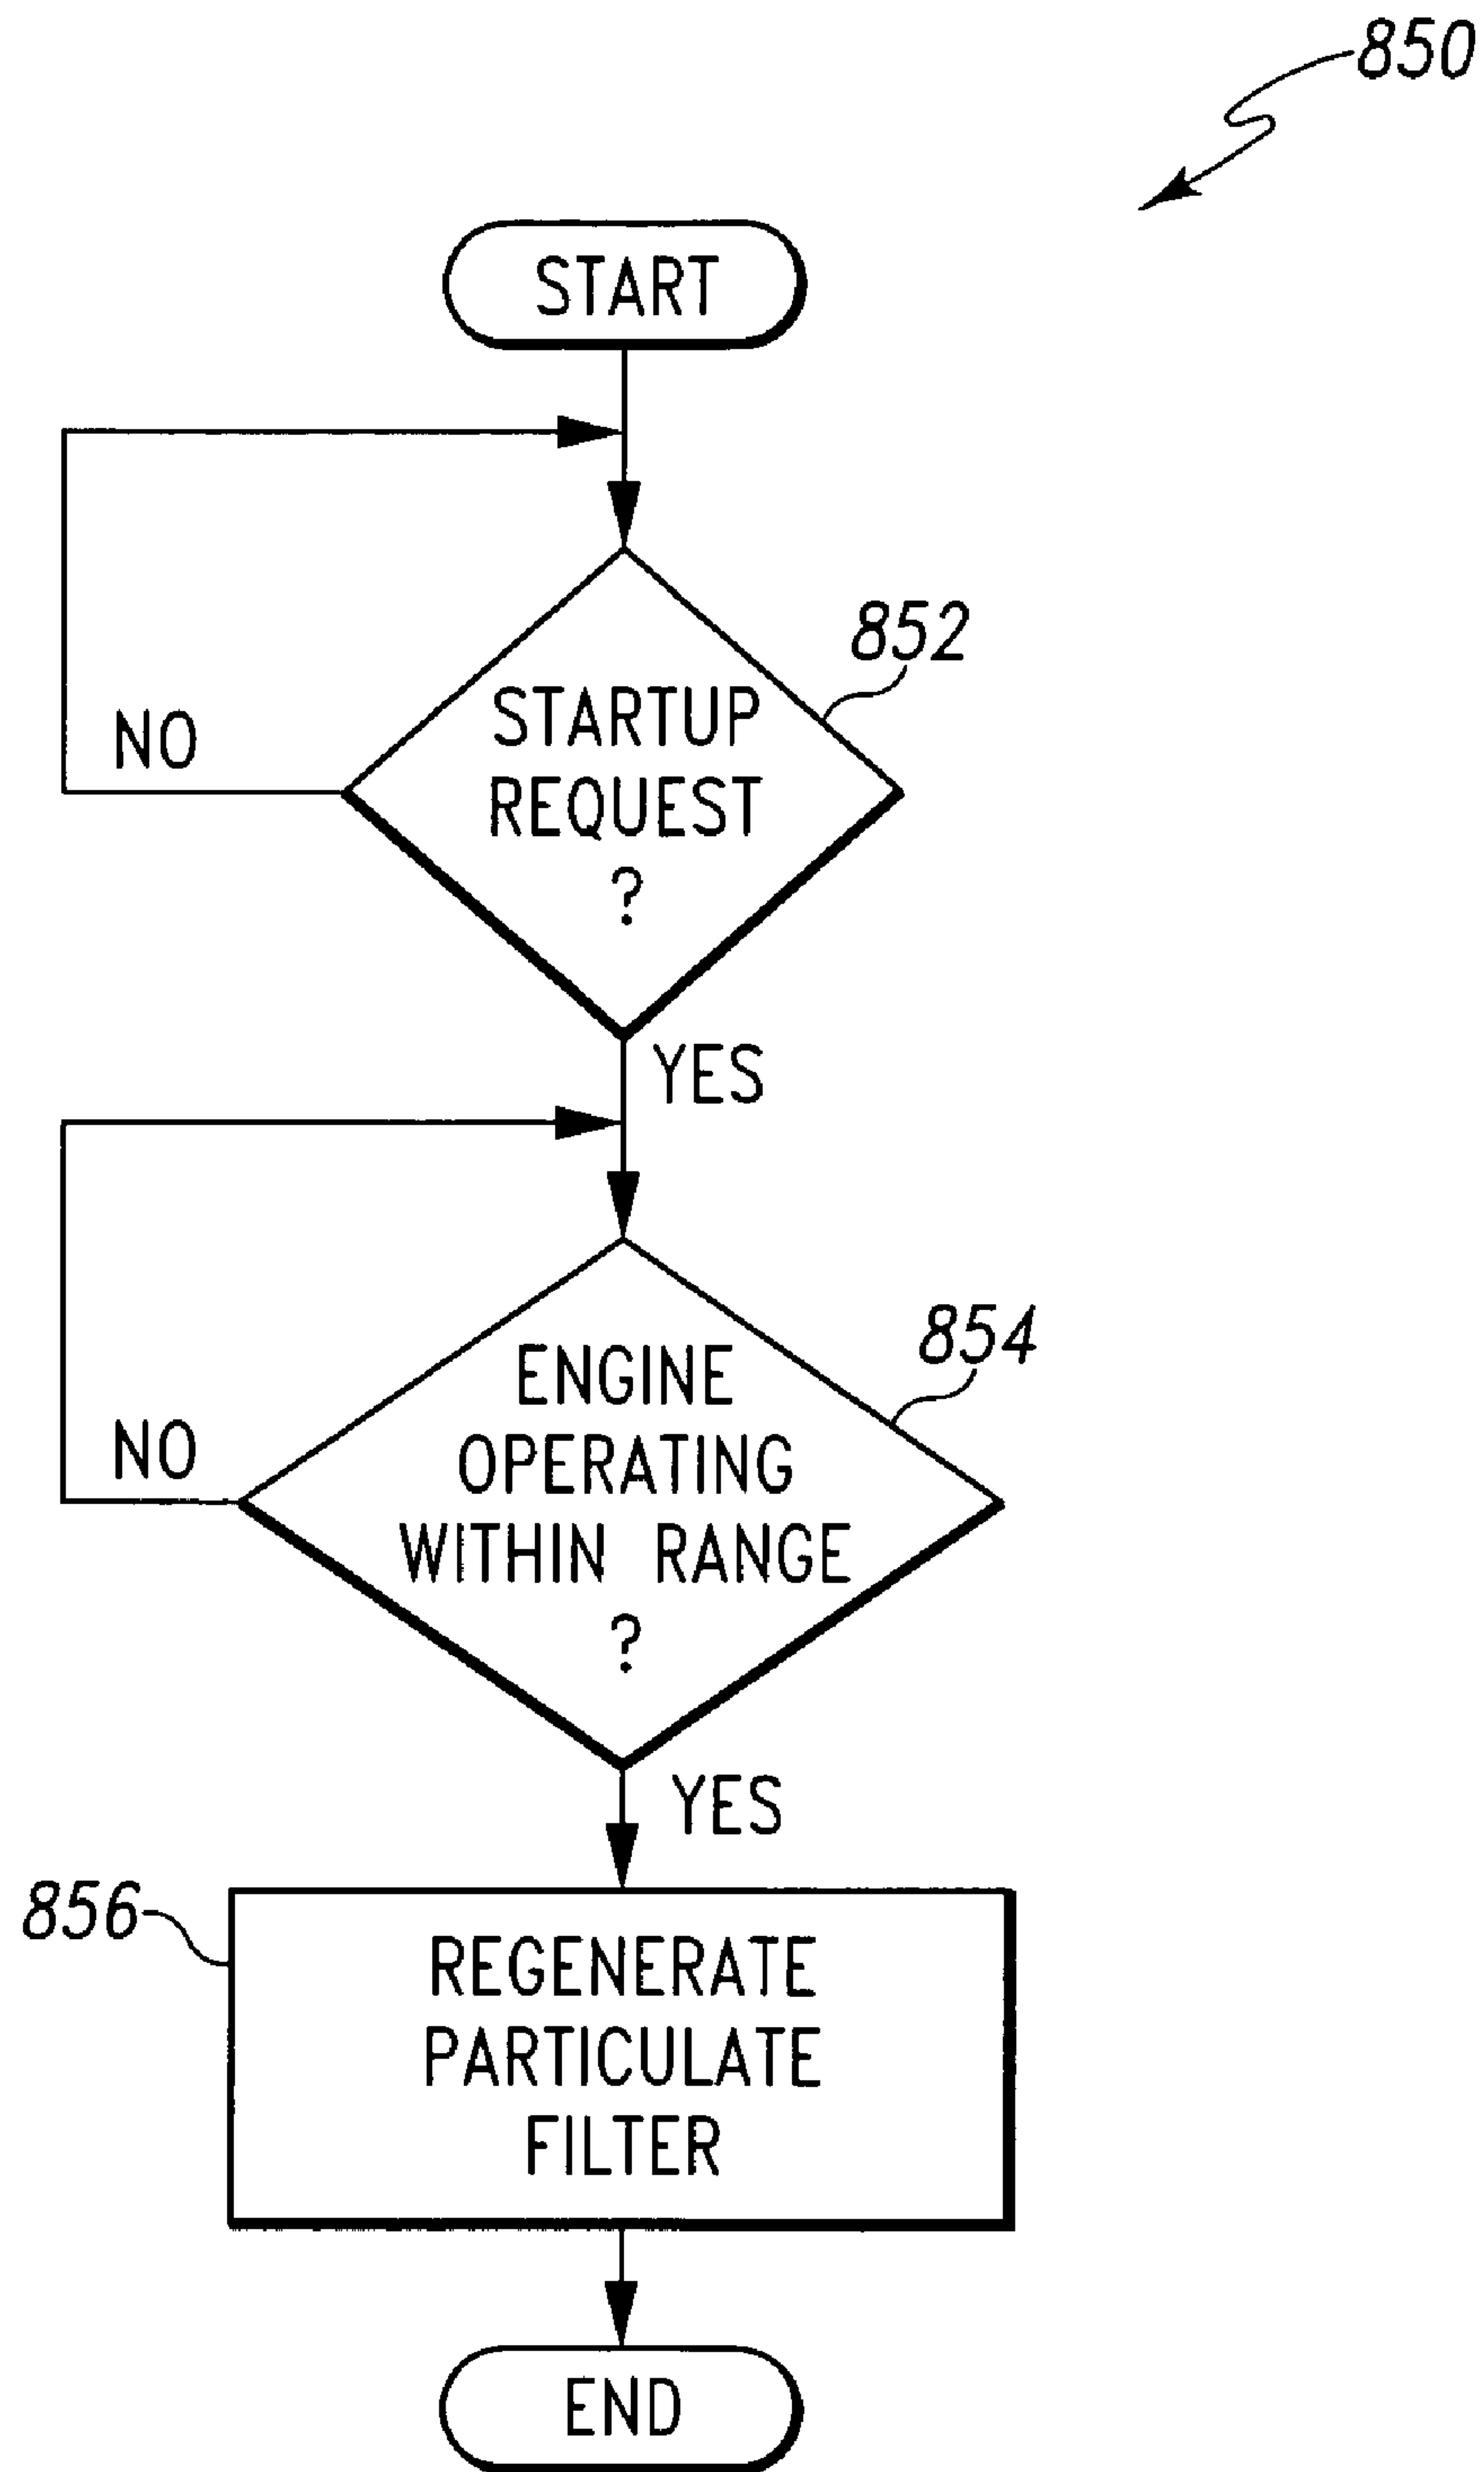 850
START
852
STARTUP
REQUEST
?
NO
YES
854
ENGINE
OPERATING
WITHIN RANGE
?
NO
YES
856
REGENERATE
PARTICULATE
FILTER
END